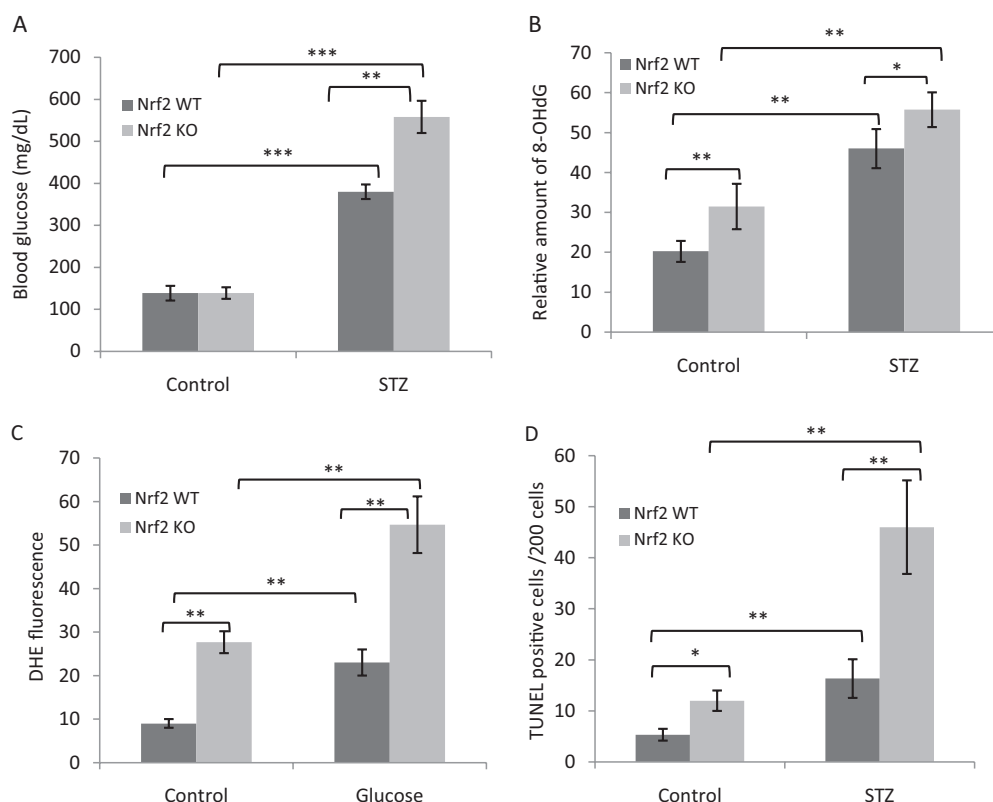 A
Blood glucose (mg/dL)
700
600
500
400
300
200
100
0
Nrf2 WT
Nrf2 KO
***
**
***
Control
STZ
B
Relative amount of 8-OHdG
70
60
50
40
30
20
10
0
Nrf2 WT
Nrf2 KO
**
*
**
**
Control
STZ
C
DHE fluorescence
70
60
50
40
30
20
10
0
Nrf2 WT
Nrf2 KO
**
**
**
**
Control
Glucose
D
TUNEL positive cells /200 cells
60
50
40
30
20
10
0
Nrf2 WT
Nrf2 KO
**
**
**
*
Control
STZ